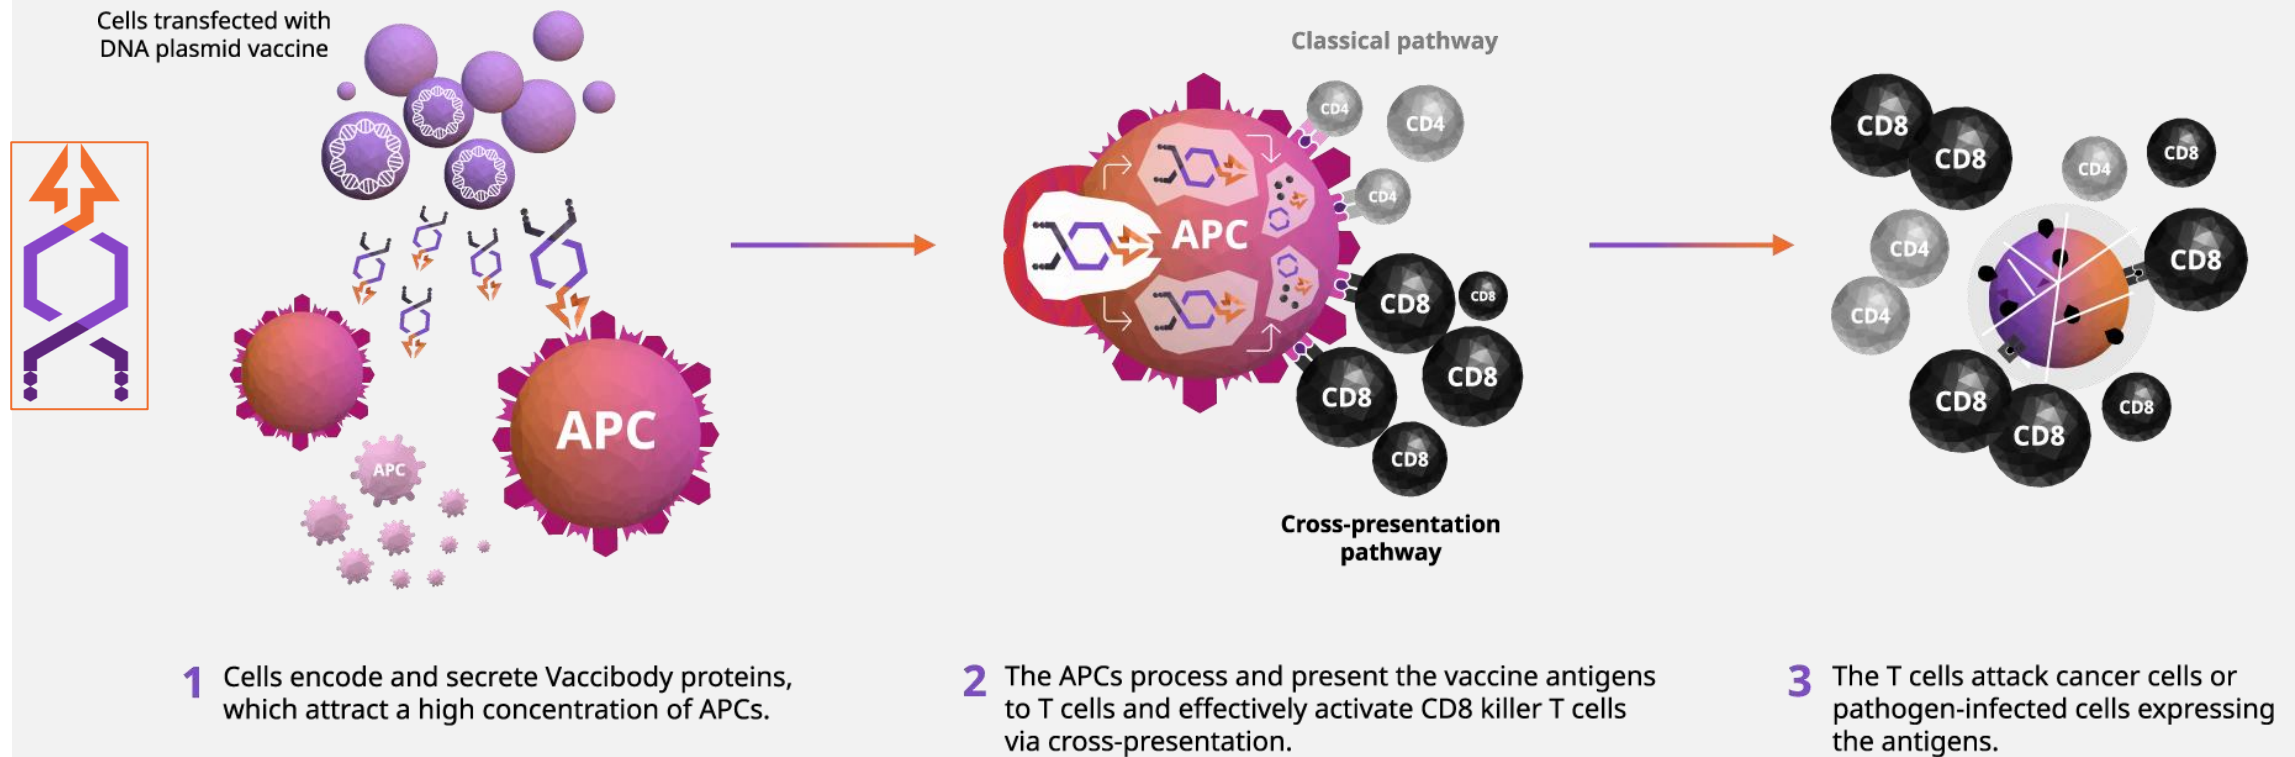 Cells transfected with
DNA plasmid vaccine
APC
APC
1 Cells encode and secrete Vaccibody proteins,
which attract a high concentration of APCs.
Classical pathway
CD4
CD4
CD4
APC
CD8
CD8
CD8
CD8
CD8
Cross-presentation
pathway
2 The APCs process and present the vaccine antigens
to T cells and effectively activate CD8 killer T cells
via cross-presentation.
CD8
CD8
CD4
CD8
CD4
CD8
CD4
CD8
CD8
CD8
3 The T cells attack cancer cells or
pathogen-infected cells expressing
the antigens.